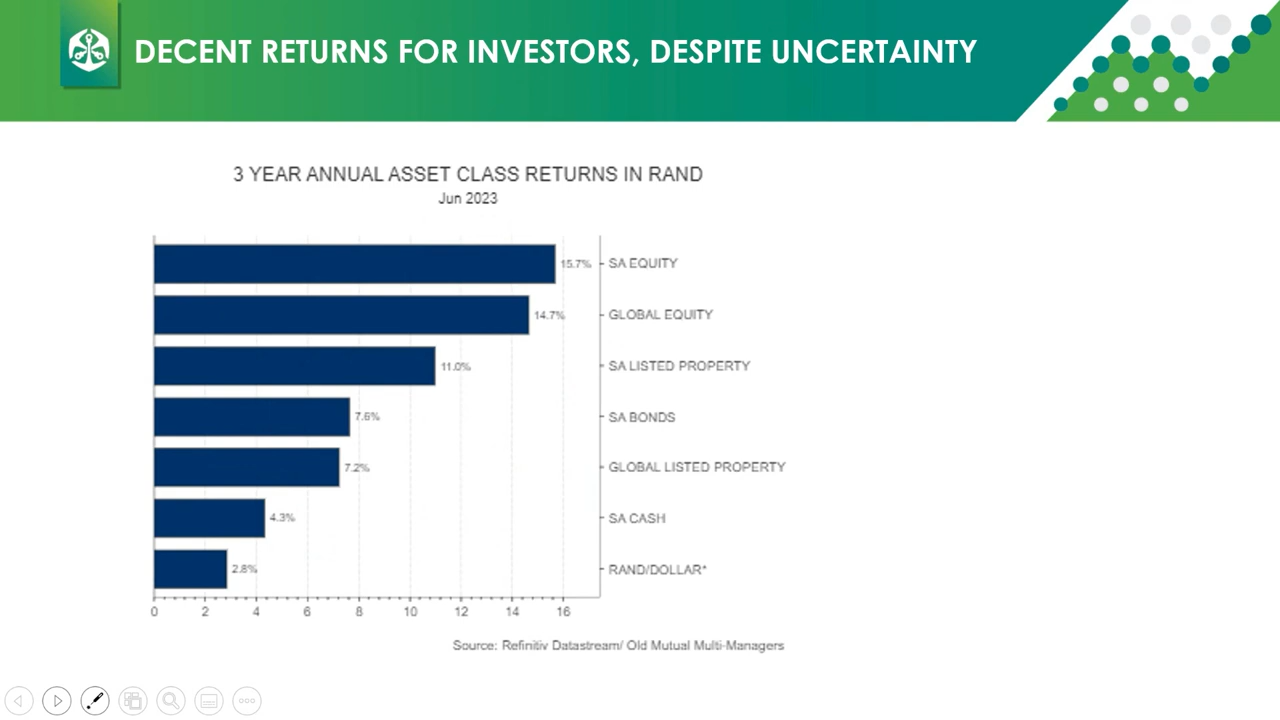 DECENT RETURNS FOR INVESTORS, DESPITE UNCERTAINTY
3 YEAR ANNUAL ASSET CLASS RETURNS IN RAND
Jun 2023
15.7% SA EQUITY
14.7% GLOBAL EQUITY
11.0% SA LISTED PROPERTY
7.6% SA BONDS
7.2% GLOBAL LISTED PROPERTY
4.3% SA CASH
2.8% RAND/DOLLAR*
0 2 4 6 8 10 12 14 16
Source: Refinitiv Datastream/ Old Mutual Multi-Managers